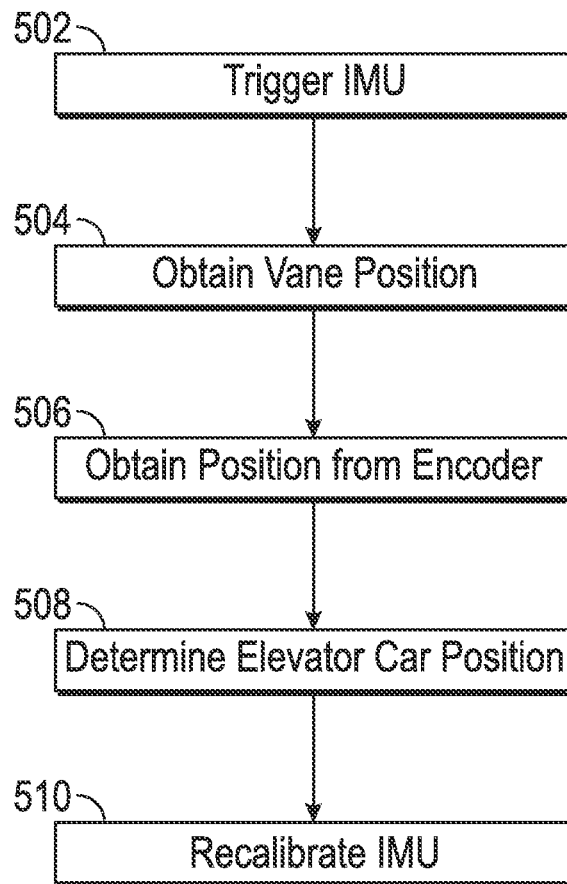 502
Trigger IMU
504
Obtain Vane Position
506
Obtain Position from Encoder
508
Determine Elevator Car Position
510
Recalibrate IMU